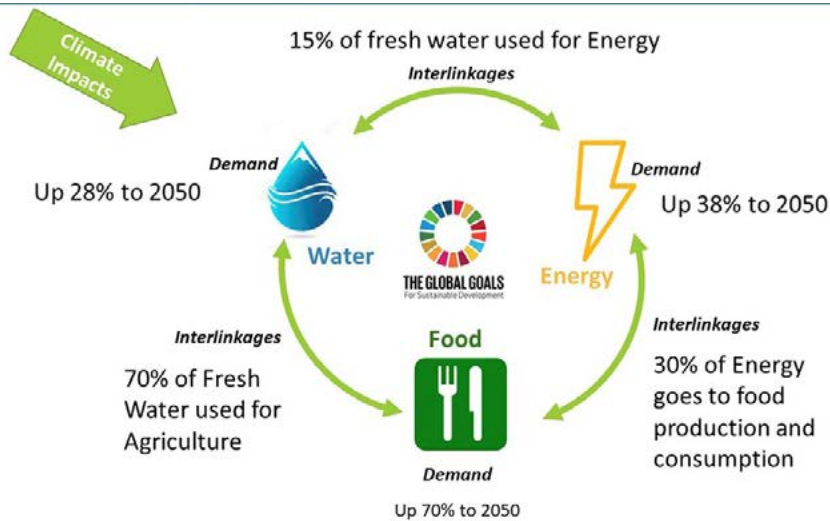 Climate
Impacts
15% of fresh water used for Energy
Interlinkages
Demand
Up 28% to 2050
Water
Demand
Up 38% to 2050
Energy
THE GLOBAL GOALS
For Sustainable Development
Interlinkages
70% of Fresh
Water used for
Agriculture
Food
Interlinkages
30% of Energy
goes to food
production and
consumption
Demand
Up 70% to 2050